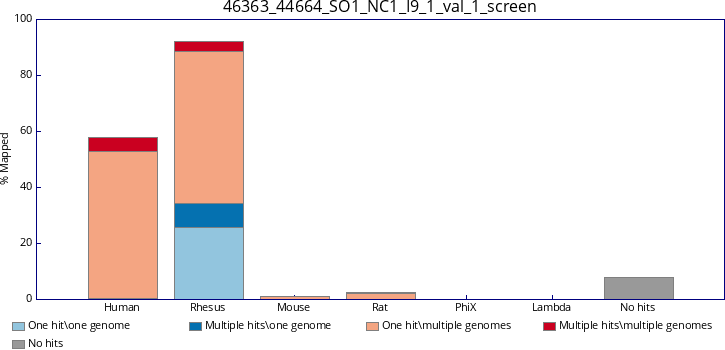 46363_44664_SO1_NC1_I9_1_val_1_screen
100
80
60
40
20
0
% Mapped
Human Rhesus Mouse Rat PhiX Lambda No hits
One hit\one genome Multiple hits\one genome One hit\multiple genomes Multiple hits\multiple genomes
No hits